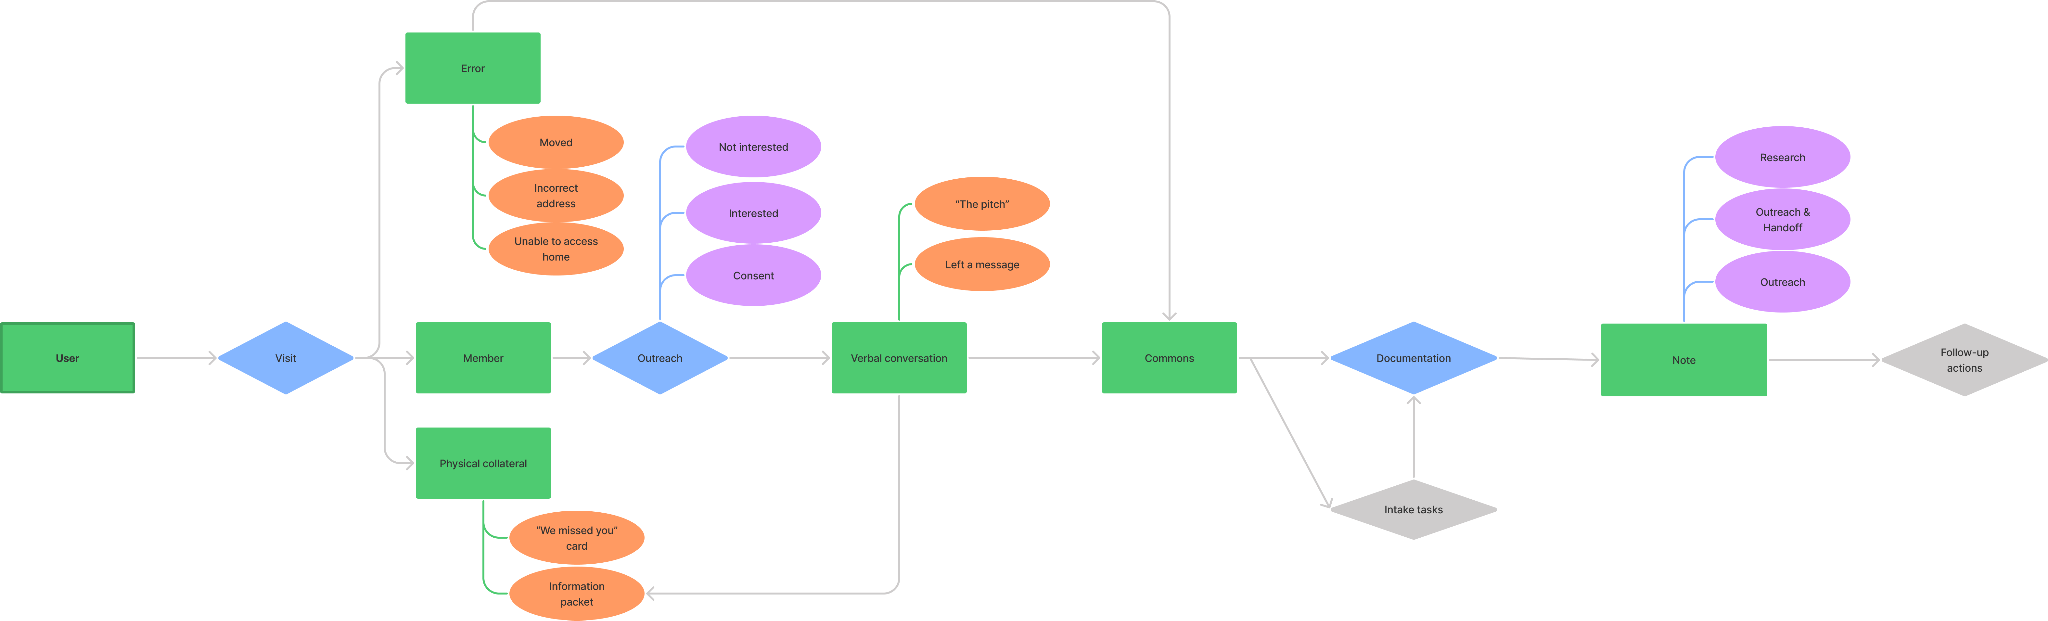 Error
Moved
Incorrect
address
Unable to access
home
Not interested
Interested
Consent
“The pitch”
Left a message
Research
Outreach &
Handoff
Outreach
User
Visit
Member
Outreach
Verbal conversation
Commons
Documentation
Note
Follow-up
actions
Physical collateral
“We missed you”
card
Information
packet
Intake tasks